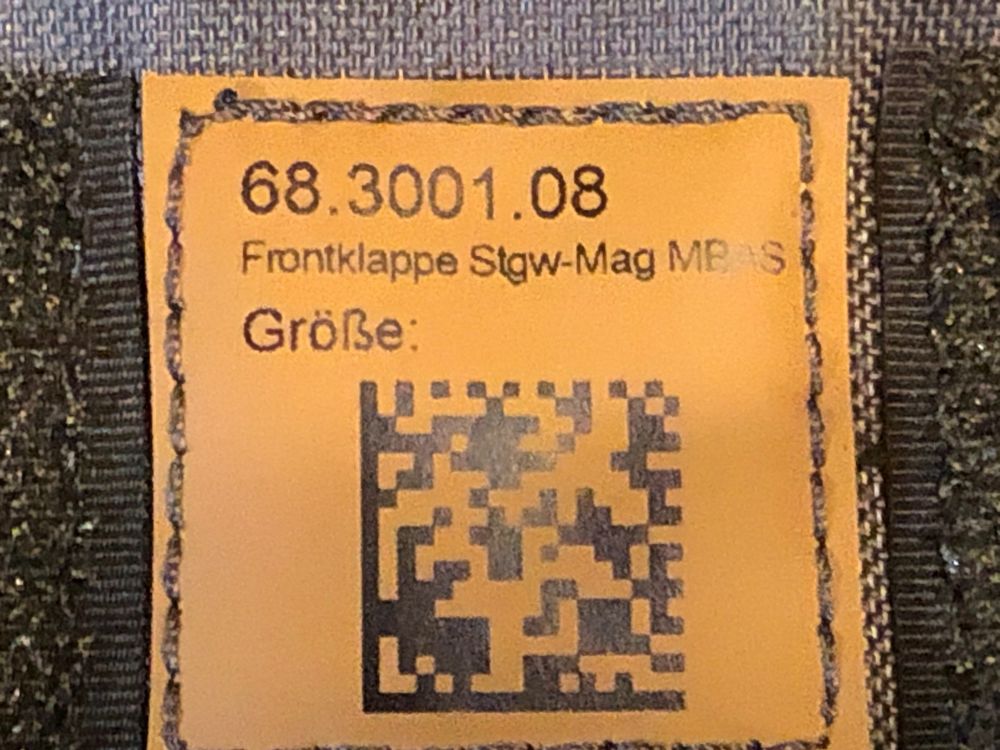 68.3001.08
Frontklappe Stgw-Mag
Größe: